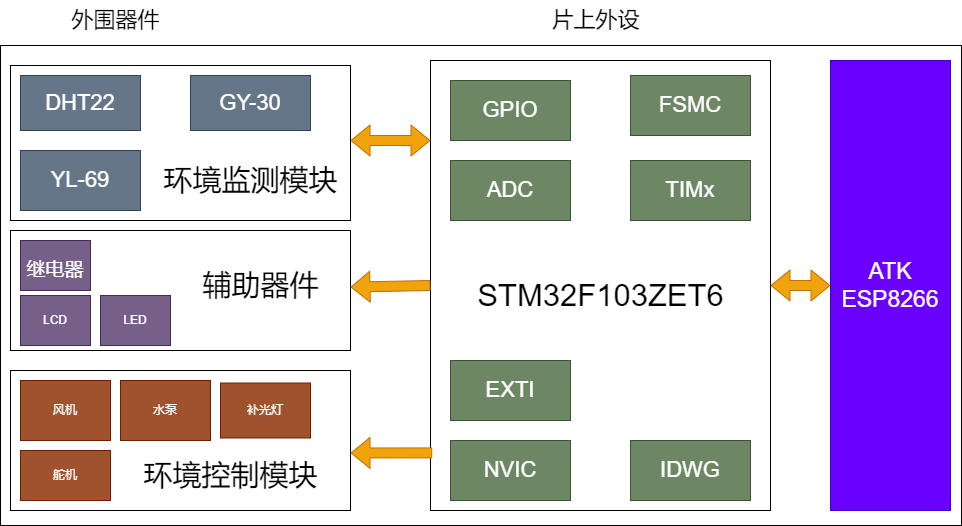 外围器件
片上外设
DHT22
GY-30
YL-69
环境监测模块
继电器
辅助器件
LCD
LED
风机
水泵
补光灯
舵机
环境控制模块
GPIO
FSMC
ADC
TIMx
STM32F103ZET6
EXTI
NVIC
IDWG
ATK
ESP8266